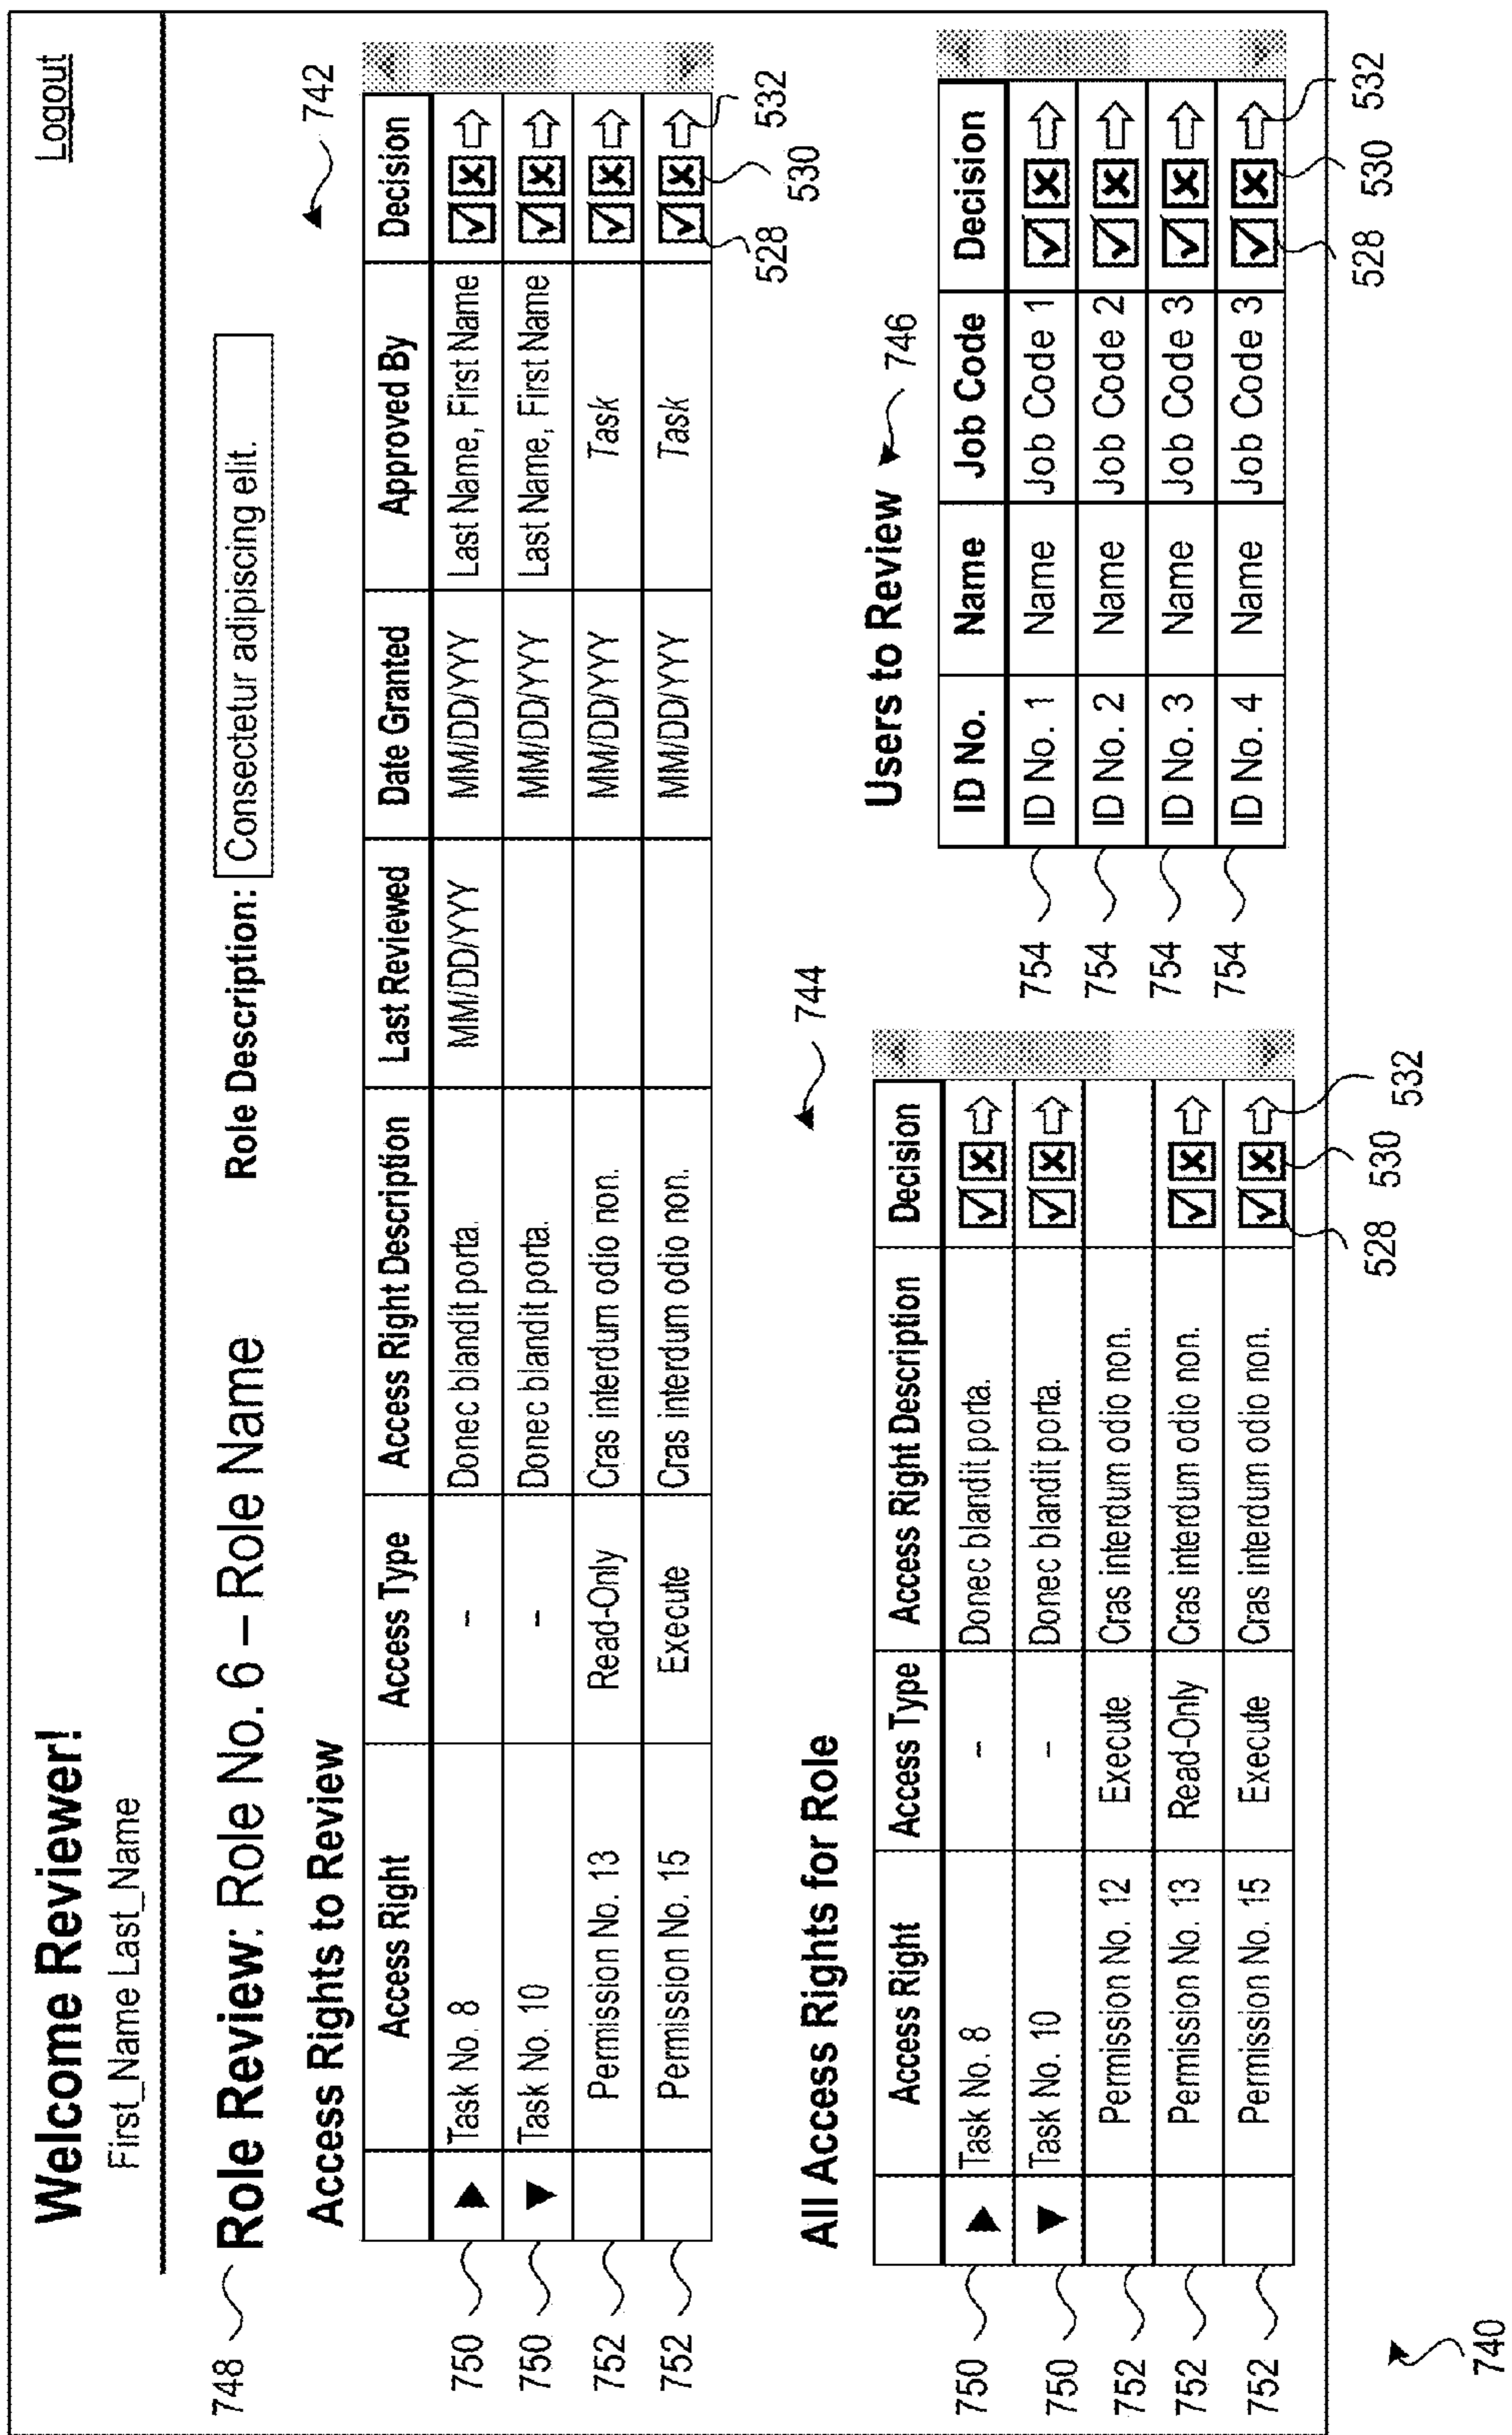 Welcome Reviewer!
Logout
First_Name Last_Name
748
Role Review: Role No. 6 – Role Name
Role Description: Consectetur adipiscing elit.
Access Rights to Review
742
Access Right Access Type Access Right Description Last Reviewed Date Granted Approved By Decision
750 Task No. 8 – Donec blandit porta. MM/DD/YYY MM/DD/YYY Last Name, First Name
750 Task No. 10 – Donec blandit porta. MM/DD/YYY Last Name, First Name
752 Permission No. 13 Read-Only Cras interdum odio non. MM/DD/YYY Task
752 Permission No. 15 Execute Cras interdum odio non. MM/DD/YYY Task
528 530 532
All Access Rights for Role
744
Access Right Access Type Access Right Description Decision
750 Task No. 8 – Donec blandit porta.
750 Task No. 10 – Donec blandit porta.
752 Permission No. 12 Execute Cras interdum odio non.
752 Permission No. 13 Read-Only Cras interdum odio non.
752 Permission No. 15 Execute Cras interdum odio non.
528 530 532
Users to Review
746
ID No. Name Job Code Decision
754 ID No. 1 Name Job Code 1
754 ID No. 2 Name Job Code 2
754 ID No. 3 Name Job Code 3
754 ID No. 4 Name Job Code 3
528 530 532
740